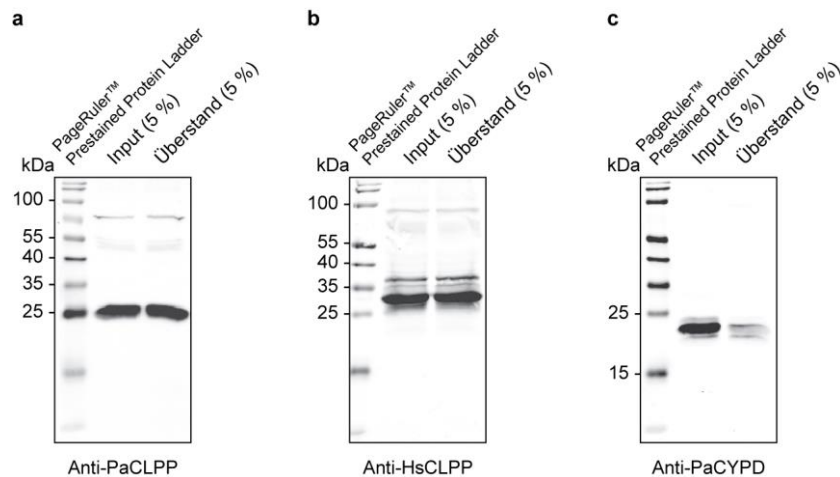 a
PageRuler™
Prestained Protein Ladder
Input (5 %)
Überstand (5 %)
kDa
100
55
40
35
25
Anti-PaCLPP
b
PageRuler™
Prestained Protein Ladder
Input (5 %)
Überstand (5 %)
kDa
100
55
40
35
25
Anti-HsCLPP
c
PageRuler™
Prestained Protein Ladder
Input (5 %)
Überstand (5 %)
kDa
25
15
Anti-PaCYPD